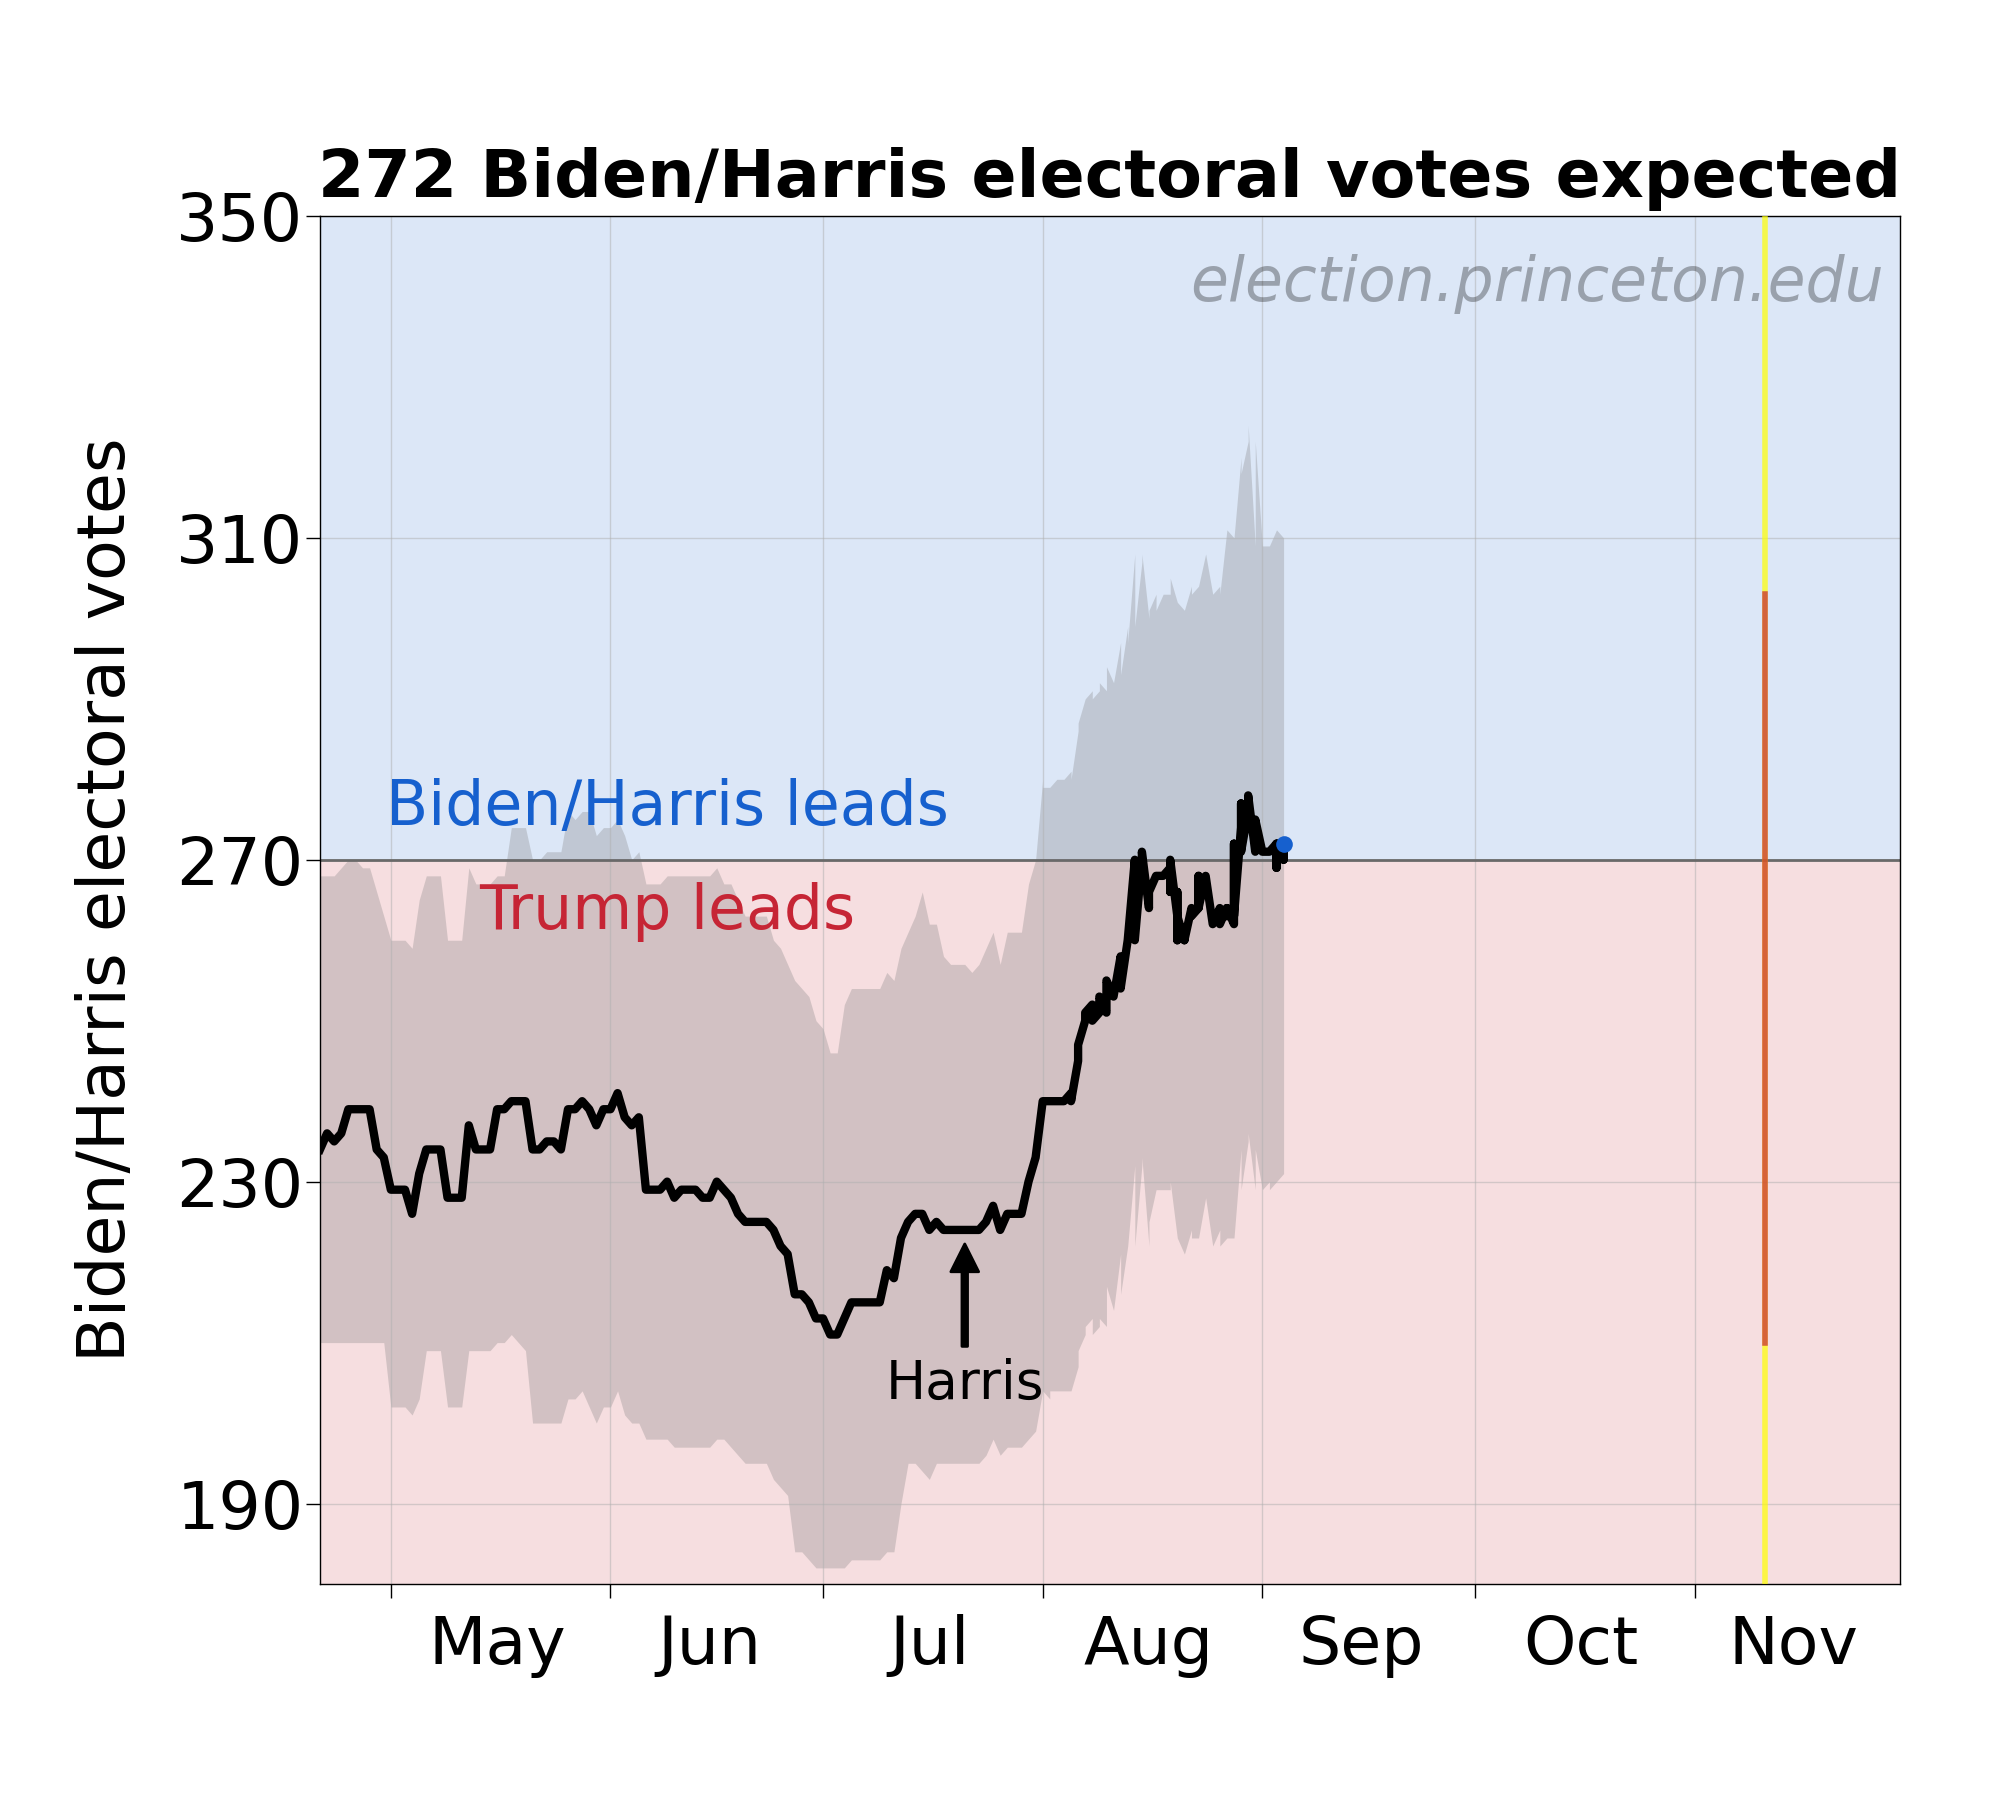 272 Biden/Harris electoral votes expected
election.princeton.edu
Biden/Harris electoral votes
350
310
270
230
190
Biden/Harris leads
Trump leads
Harris
May Jun Jul Aug Sep Oct Nov